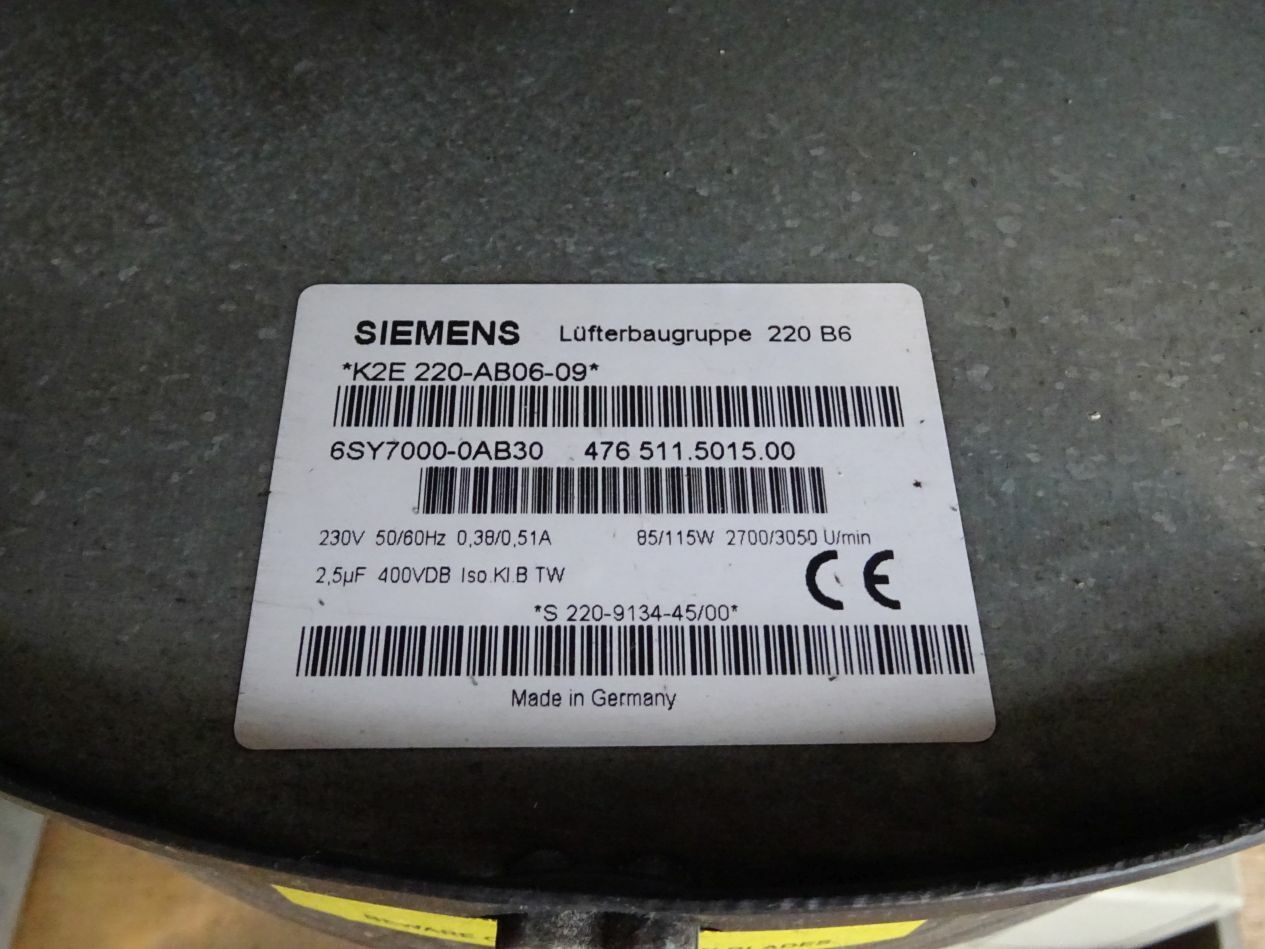 SIEMENS Lüfterbaugruppe 220 B6
*K2E 220-AB06-09*
6SY7000-0AB30 476 511.5015.00
230V 50/60Hz 0,38/0,51A 85/115W 2700/3050 U/min
2,5µF 400VDB Iso.Kl.B TW
CE
*S 220-9134-45/00*
Made in Germany
BEWARE BLADES